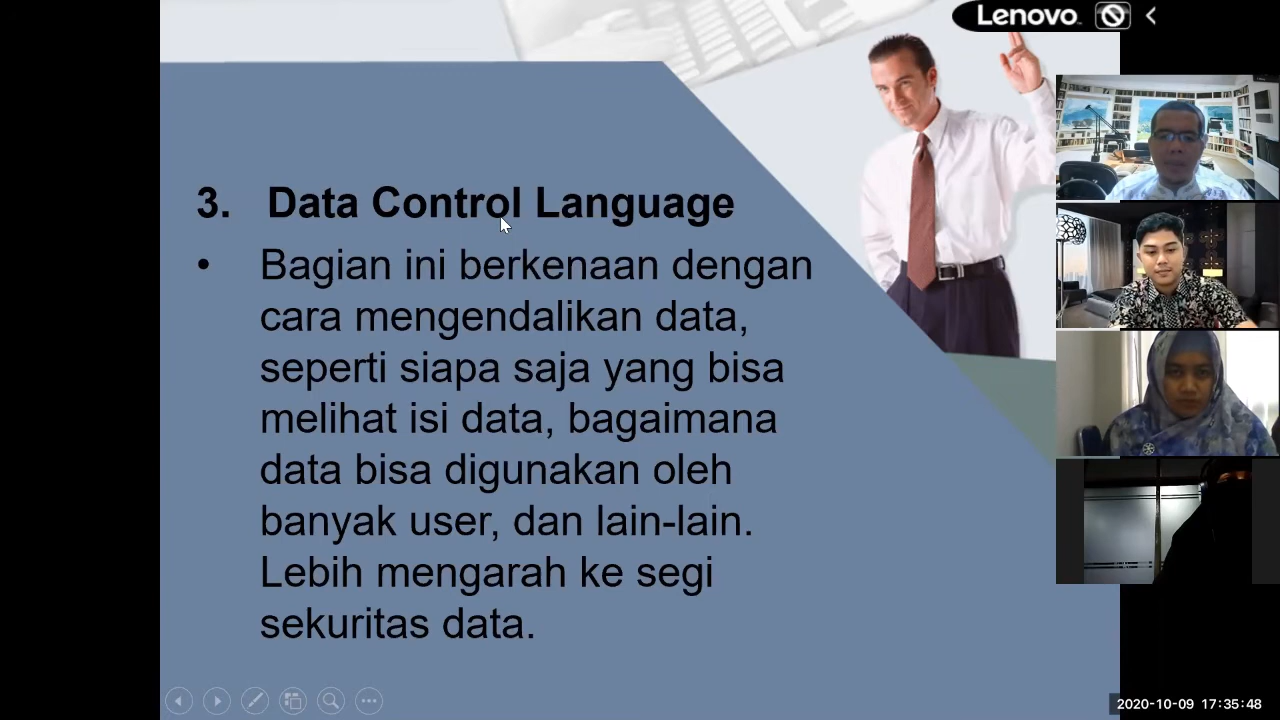 Lenovo
3. Data Control Language
• Bagian ini berkenaan dengan
cara mengendalikan data,
seperti siapa saja yang bisa
melihat isi data, bagaimana
data bisa digunakan oleh
banyak user, dan lain-lain.
Lebih mengarah ke segi
sekuritas data.
2020-10-09 17:35:48